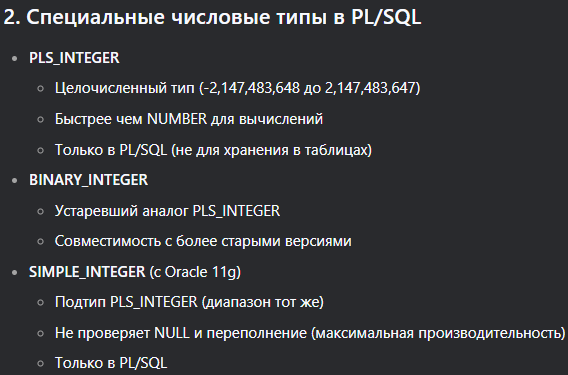 2. Специальные числовые типы в PL/SQL
• PLS_INTEGER
◦ Целочисленный тип (-2,147,483,648 до 2,147,483,647)
◦ Быстрее чем NUMBER для вычислений
◦ Только в PL/SQL (не для хранения в таблицах)
• BINARY_INTEGER
◦ Устаревший аналог PLS_INTEGER
◦ Совместимость с более старыми версиями
• SIMPLE_INTEGER (с Oracle 11g)
◦ Подтип PLS_INTEGER (диапазон тот же)
◦ Не проверяет NULL и переполнение (максимальная производительность)
◦ Только в PL/SQL